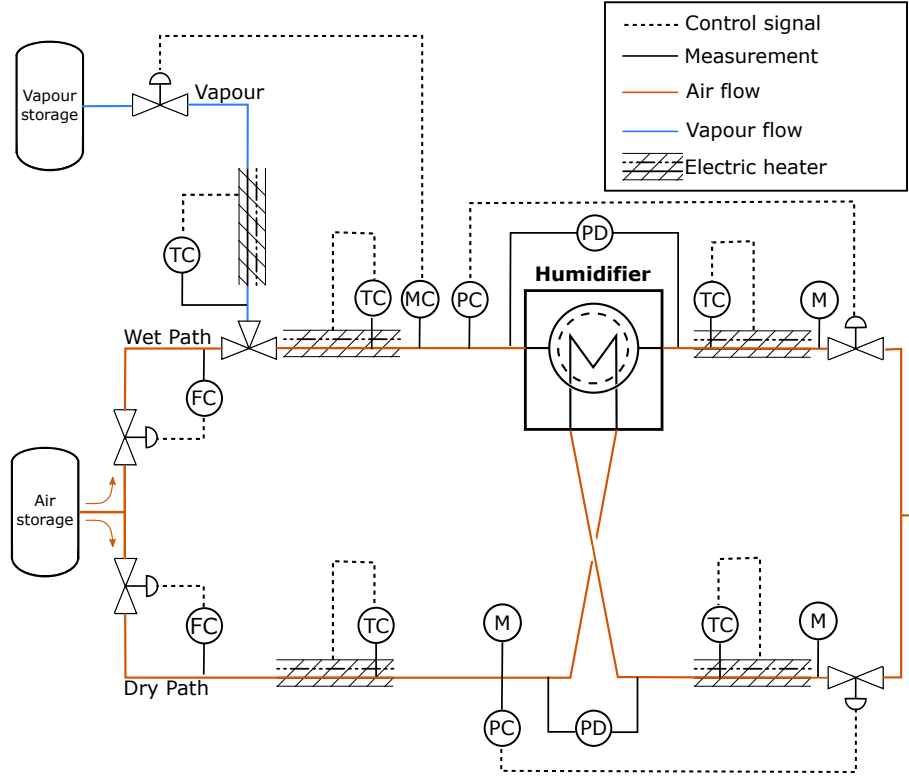 Control signal
Measurement
Air flow
Vapour flow
Electric heater
Vapour
storage
Vapour
TC
PD
Humidifier
TC
MC
PC
TC
M
Wet Path
FC
Air
storage
FC
TC
M
TC
M
Dry Path
PC
PD